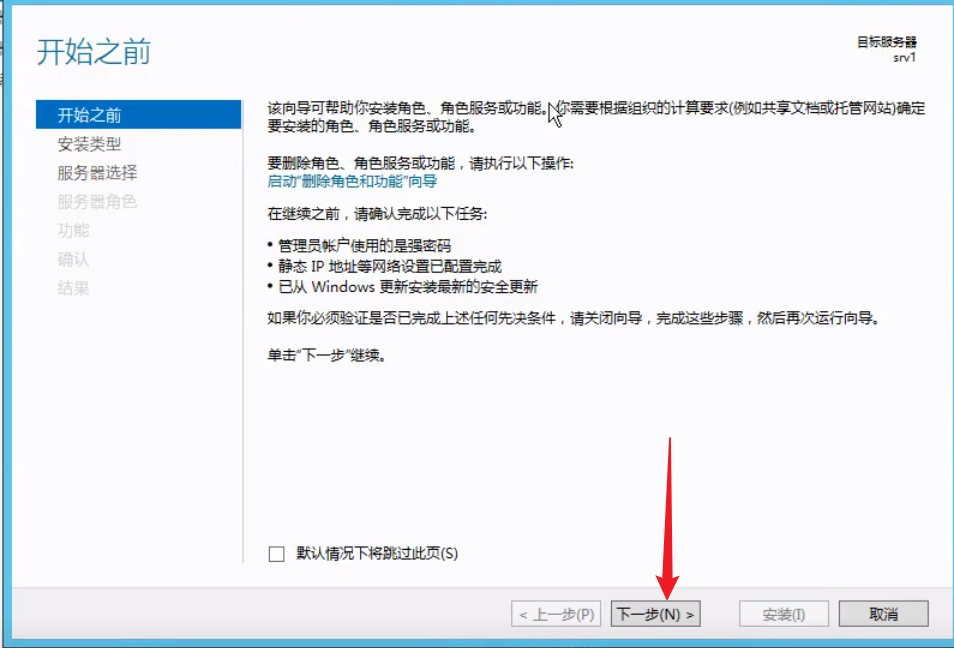 开始之前
目标服务器
srv1
开始之前
安装类型
服务器选择
服务器角色
功能
确认
结果
该向导可帮助你安装角色、角色服务或功能。你需要根据组织的计算要求(例如共享文档或托管网站)确定
要安装的角色、角色服务或功能。
要删除角色、角色服务或功能，请执行以下操作:
启动"删除角色和功能"向导
在继续之前，请确认完成以下任务:
• 管理员帐户使用的是强密码
• 静态 IP 地址等网络设置已配置完成
• 已从 Windows 更新安装最新的安全更新
如果你必须验证是否已完成上述任何先决条件，请关闭向导，完成这些步骤，然后再次运行向导。
单击"下一步"继续。
默认情况下将跳过此页(S)
< 上一步(P)
下一步(N) >
安装(I)
取消